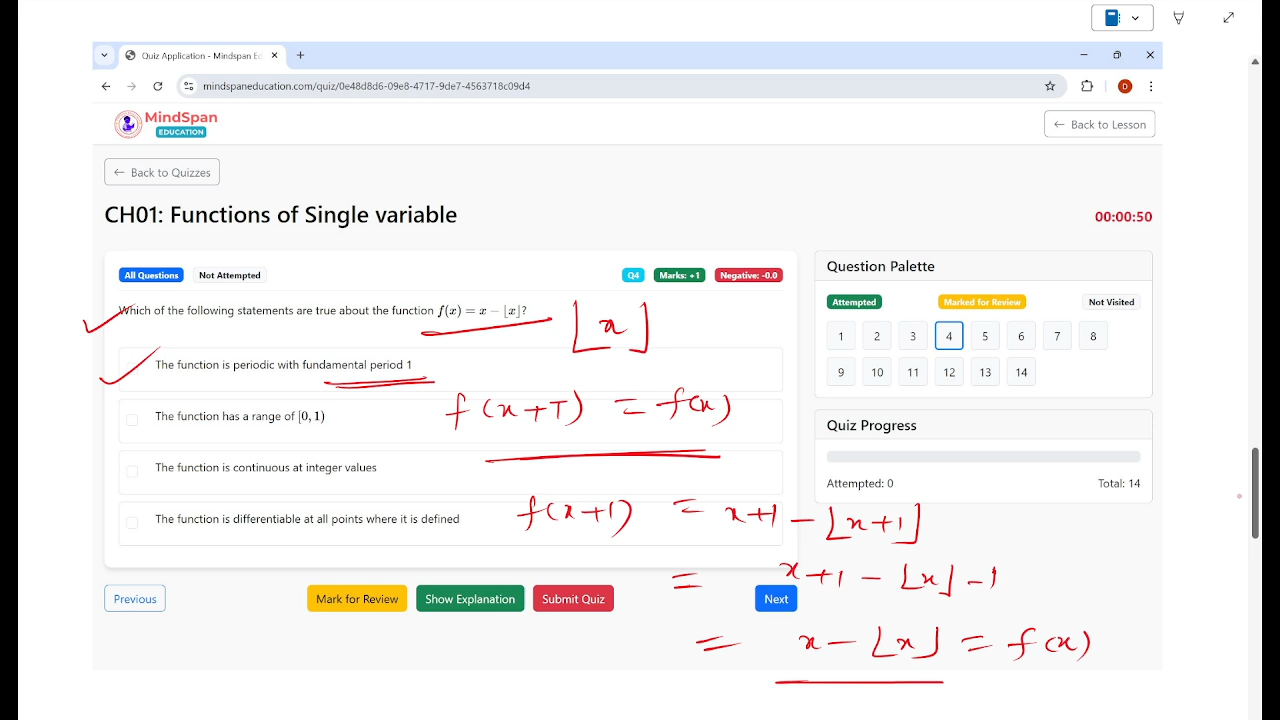 Quiz Application - Mindspan Ed
mindspaneducation.com/quiz/0e48d8d6-09e8-4717-9de7-4563718c09d4
D
MindSpan
EDUCATION
← Back to Lesson
← Back to Quizzes
CH01: Functions of Single variable
00:00:50
All Questions Not Attempted Q4 Marks: +1 Negative: -0.0
Which of the following statements are true about the function f(x) = x − ⌊x⌋?
⌊x⌋
The function is periodic with fundamental period 1
f(x+T) = f(x)
The function has a range of [0, 1)
The function is continuous at integer values
The function is differentiable at all points where it is defined
f(x+1) = x+1 − ⌊x+1⌋
= x+1 − ⌊x⌋ − 1
= x − ⌊x⌋ = f(x)
Previous Mark for Review Show Explanation Submit Quiz Next
Question Palette
Attempted Marked for Review Not Visited
1 2 3 4 5 6 7 8
9 10 11 12 13 14
Quiz Progress
Attempted: 0 Total: 14